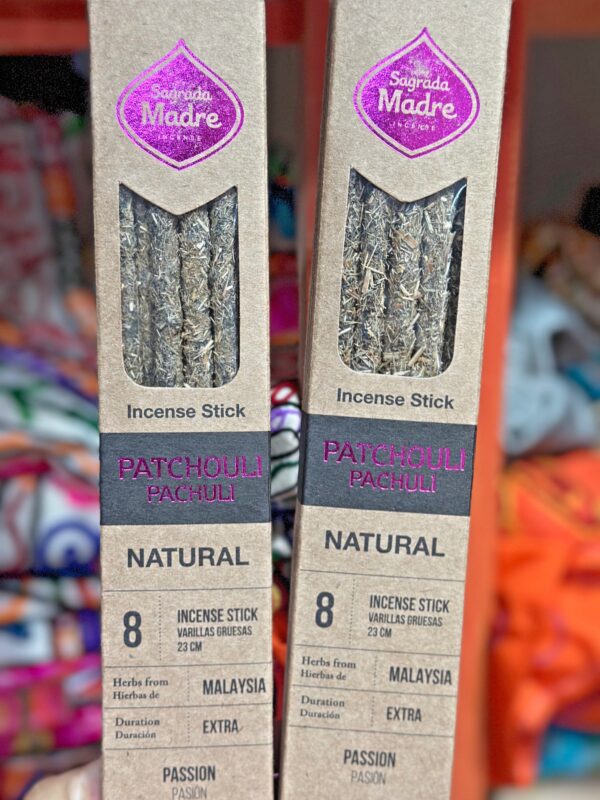 Sagrada
Madre
INCENSE
Incense Stick
PATCHOULI
PACHULI
NATURAL
8
INCENSE STICK
VARILLAS GRUESAS
23 CM
Herbs from
Hierbas de
MALAYSIA
Duration
Duración
EXTRA
PASSION
PASIÓN
Sagrada
Madre
INCENSE
Incense Stick
PATCHOULI
PACHULI
NATURAL
8
INCENSE STICK
VARILLAS GRUESAS
23 CM
Herbs from
Hierbas de
MALAYSIA
Duration
Duración
EXTRA
PASSION
PASIÓN